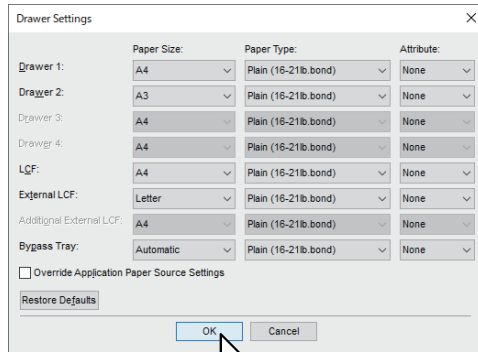 Drawer Settings
Paper Size: Paper Type: Attribute:
Drawer 1: A4 Plain (16-21lb.bond) None
Drawer 2: A3 Plain (16-21lb.bond) None
Drawer 3: A4 Plain (16-21lb.bond) None
Drawer 4: A4 Plain (16-21lb.bond) None
LCF: A4 Plain (16-21lb.bond) None
External LCF: Letter Plain (16-21lb.bond) None
Additional External LCF: A4 Plain (16-21lb.bond) None
Bypass Tray: Automatic Plain (16-21lb.bond) None
Override Application Paper Source Settings
Restore Defaults
OK Cancel